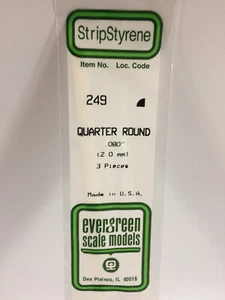 StripStyrene
Item No. Loc. Code
249
QUARTER ROUND
.080"
(2.0 mm)
3 Pieces
Made in U.S.A.
evergreen
scale models
Des Plaines, IL 60018